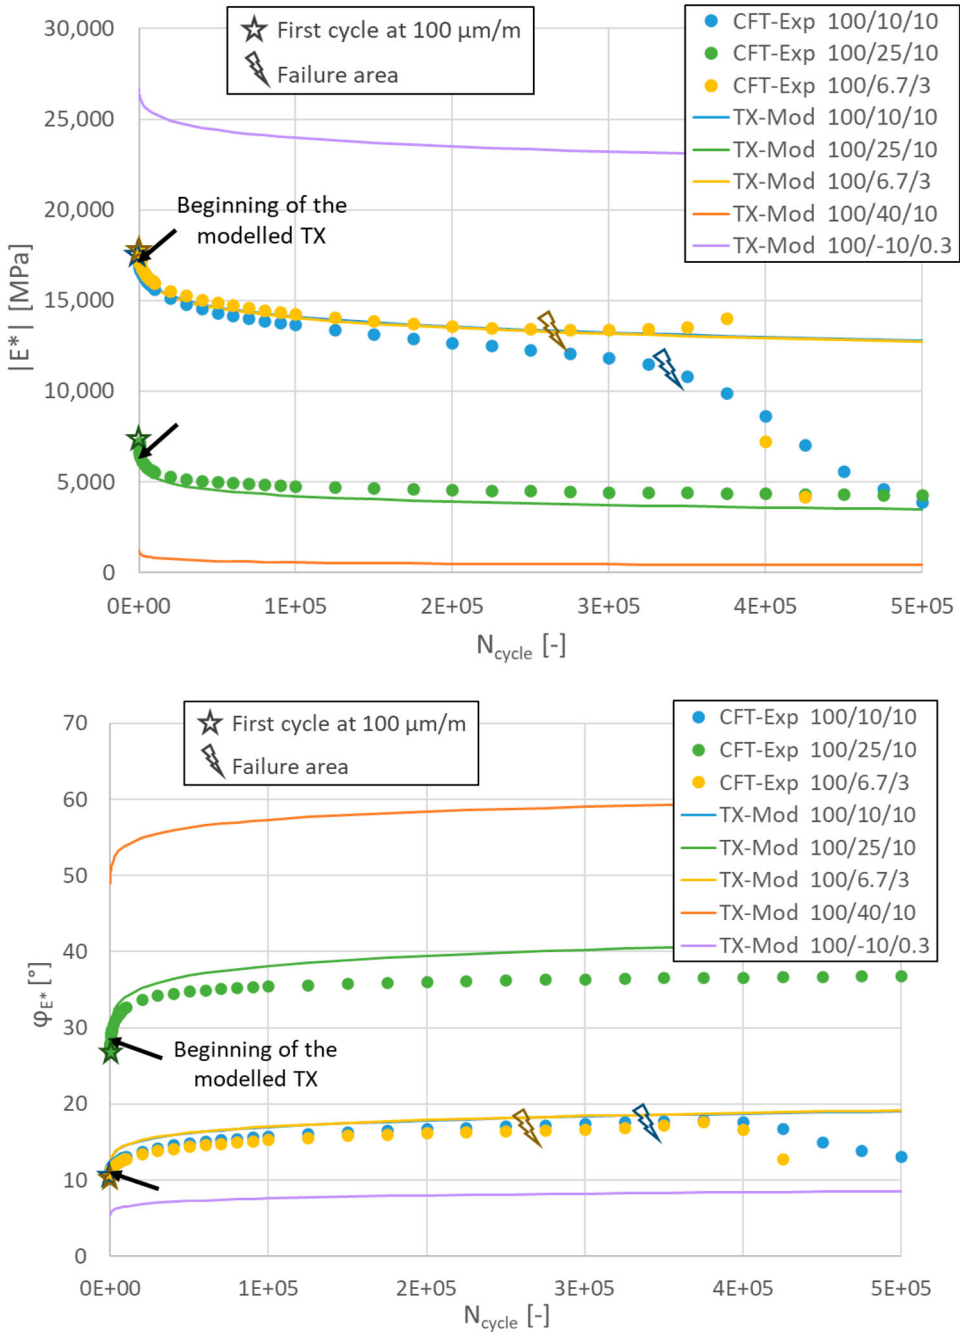 30,000
25,000
20,000
15,000
10,000
5,000
0
|E*| [MPa]
First cycle at 100 μm/m
Failure area
CFT-Exp 100/10/10
CFT-Exp 100/25/10
CFT-Exp 100/6.7/3
TX-Mod 100/10/10
TX-Mod 100/25/10
TX-Mod 100/6.7/3
TX-Mod 100/40/10
TX-Mod 100/-10/0.3
Beginning of the
modelled TX
0E+00 1E+05 2E+05 3E+05 4E+05 5E+05
Ncycle [-]
70
60
50
40
30
20
10
0
φE* [°]
First cycle at 100 μm/m
Failure area
CFT-Exp 100/10/10
CFT-Exp 100/25/10
CFT-Exp 100/6.7/3
TX-Mod 100/10/10
TX-Mod 100/25/10
TX-Mod 100/6.7/3
TX-Mod 100/40/10
TX-Mod 100/-10/0.3
Beginning of the
modelled TX
0E+00 1E+05 2E+05 3E+05 4E+05 5E+05
Ncycle [-]